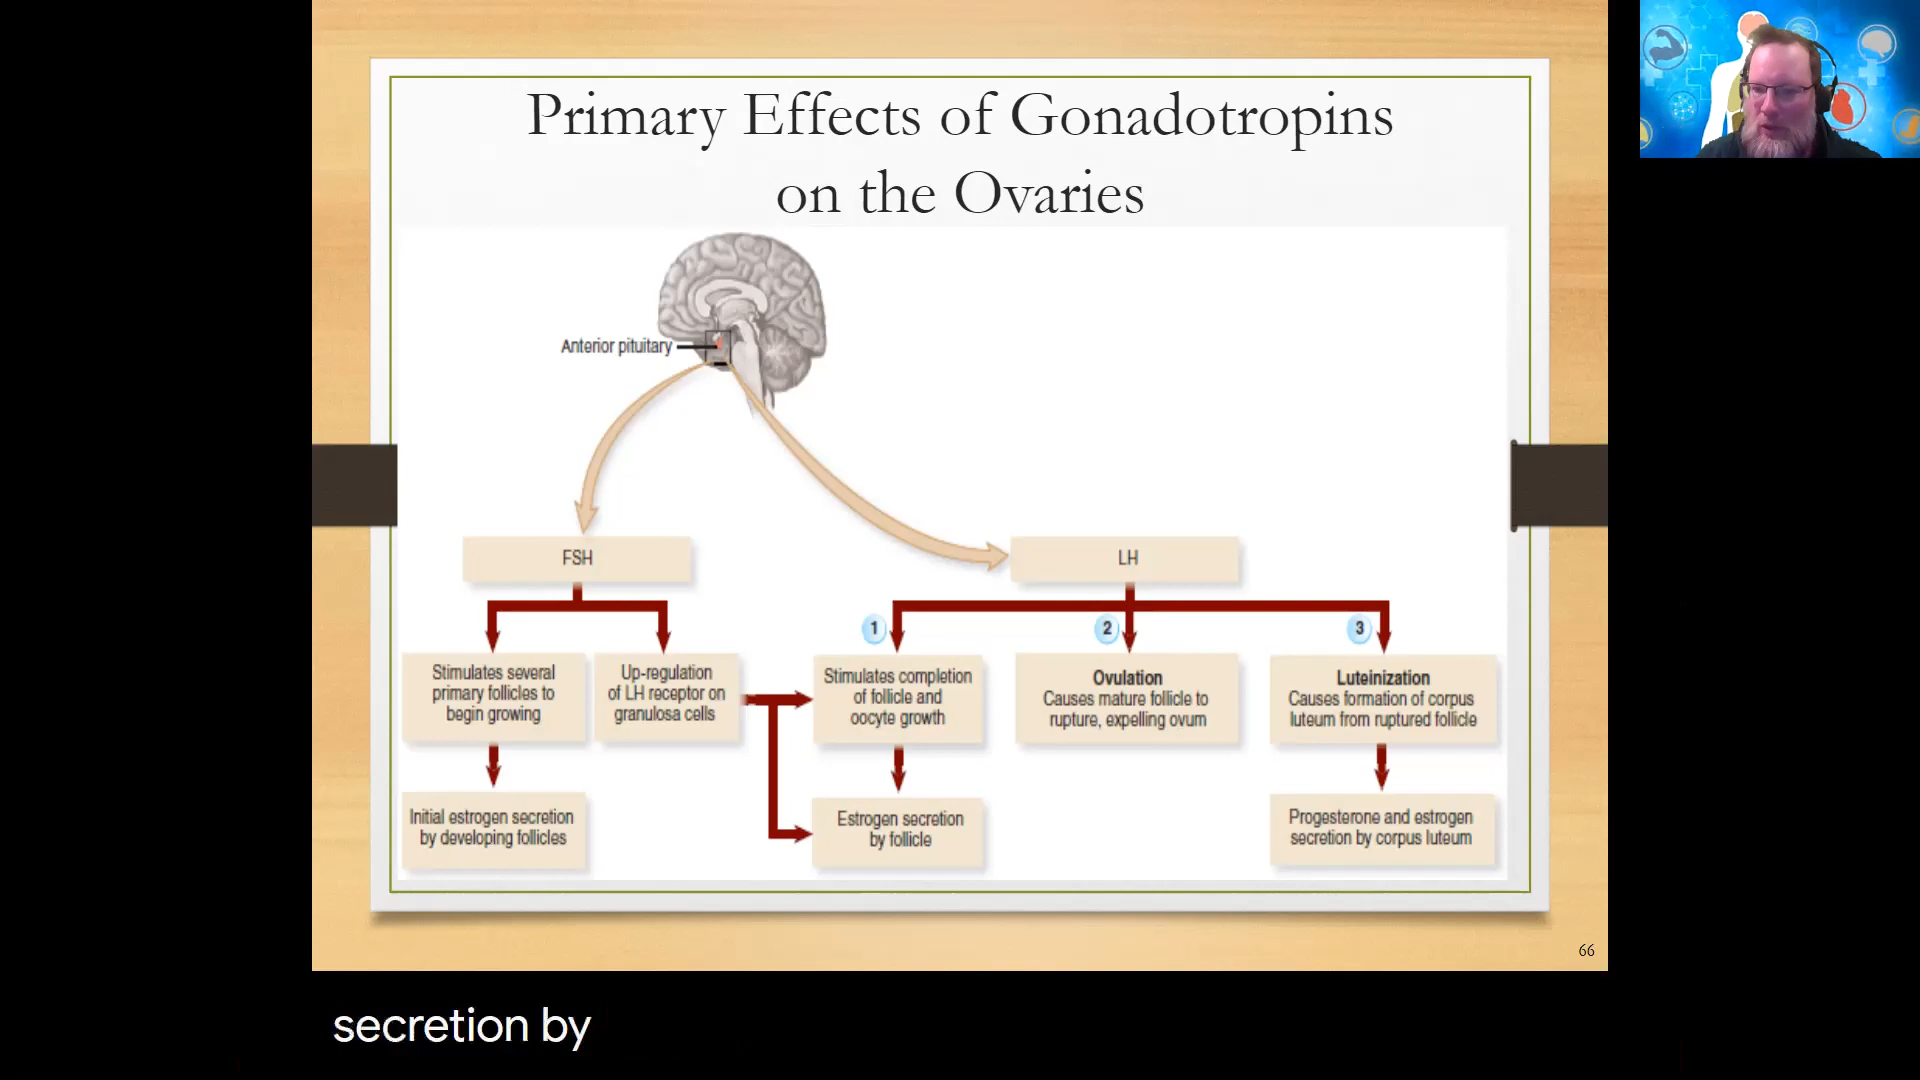 Primary Effects of Gonadotropins
on the Ovaries
Anterior pituitary
FSH
LH
1
2
3
Stimulates several
primary follicles to
begin growing
Up-regulation
of LH receptor on
granulosa cells
Stimulates completion
of follicle and
oocyte growth
Ovulation
Causes mature follicle to
rupture, expelling ovum
Luteinization
Causes formation of corpus
luteum from ruptured follicle
Initial estrogen secretion
by developing follicles
Estrogen secretion
by follicle
Progesterone and estrogen
secretion by corpus luteum
66
secretion by